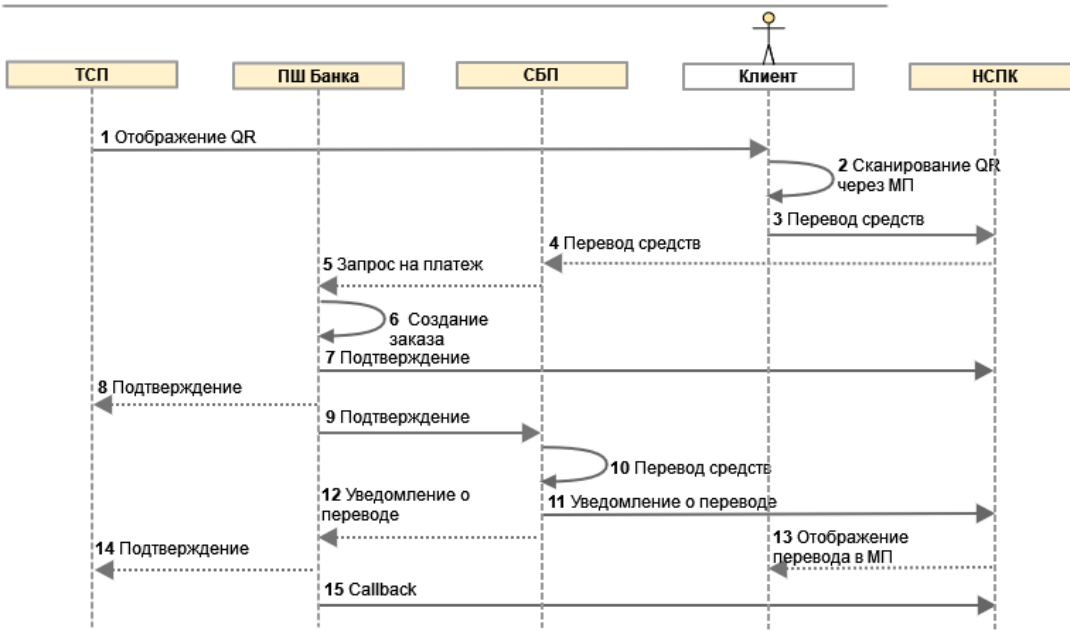 ТСП
ПШ Банка
СБП
Клиент
НСПК
1 Отображение QR
2 Сканирование QR
через МП
3 Перевод средств
4 Перевод средств
5 Запрос на платеж
6 Создание
заказа
7 Подтверждение
8 Подтверждение
9 Подтверждение
10 Перевод средств
11 Уведомление о переводе
12 Уведомление о
переводе
13 Отображение
перевода в МП
14 Подтверждение
15 Callback